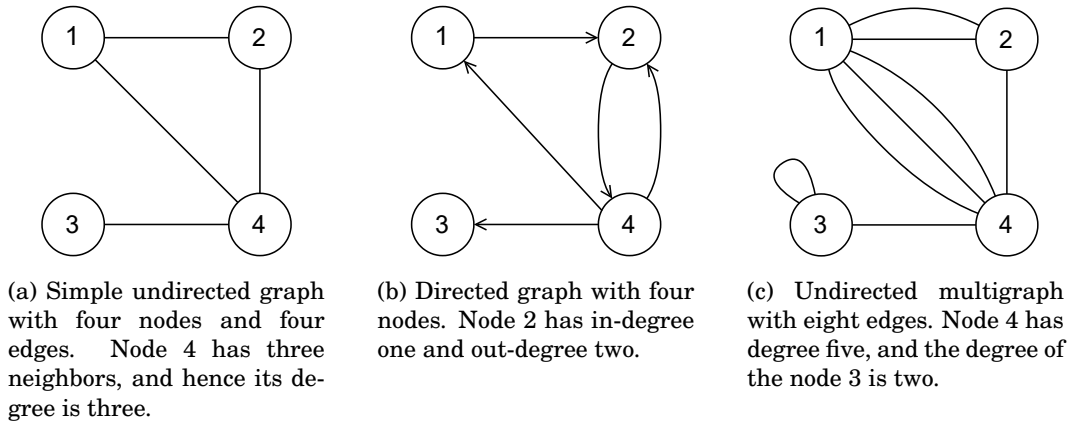 1 2
3 4
1 2
3 4
1 2
3 4
(a) Simple undirected graph
with four nodes and four
edges. Node 4 has three
neighbors, and hence its de-
gree is three.
(b) Directed graph with four
nodes. Node 2 has in-degree
one and out-degree two.
(c) Undirected multigraph
with eight edges. Node 4 has
degree five, and the degree of
the node 3 is two.